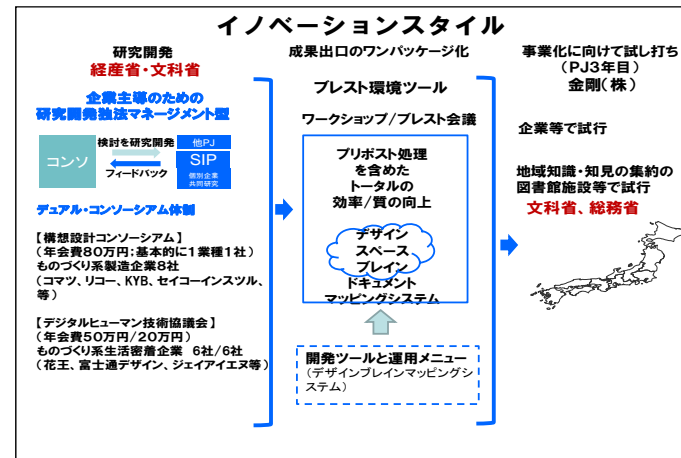 イノベーションスタイル
研究開発
経産省・文科省
企業主導のための
研究開発独法マネージメント型
コンソ
検討を研究開発
フィードバック
他PJ
SIP
個別企業
共同研究
デュアル・コンソーシアム体制
【構想設計コンソーシアム】
（年会費80万円：基本的に1業種1社）
ものづくり系製造企業8社
（コマツ、リコー、KYB、セイコーインスツル、
等）
【デジタルヒューマン技術協議会】
（年会費50万円/20万円）
ものづくり系生活密着企業 6社/6社
（花王、富士通デザイン、ジェイアイエヌ等）
成果出口のワンパッケージ化
ブレスト環境ツール
ワークショップ/ブレスト会議
プリポスト処理
を含めた
トータルの
効率/質の向上
デザイン
スペース
ブレイン
ドキュメント
マッピングシステム
開発ツールと運用メニュー
（デザインブレインマッピングシ
ステム）
事業化に向けて試し打ち
（PJ3年目）
金剛（株）
企業等で試行
地域知識・知見の集約の
図書館施設等で試行
文科省、総務省